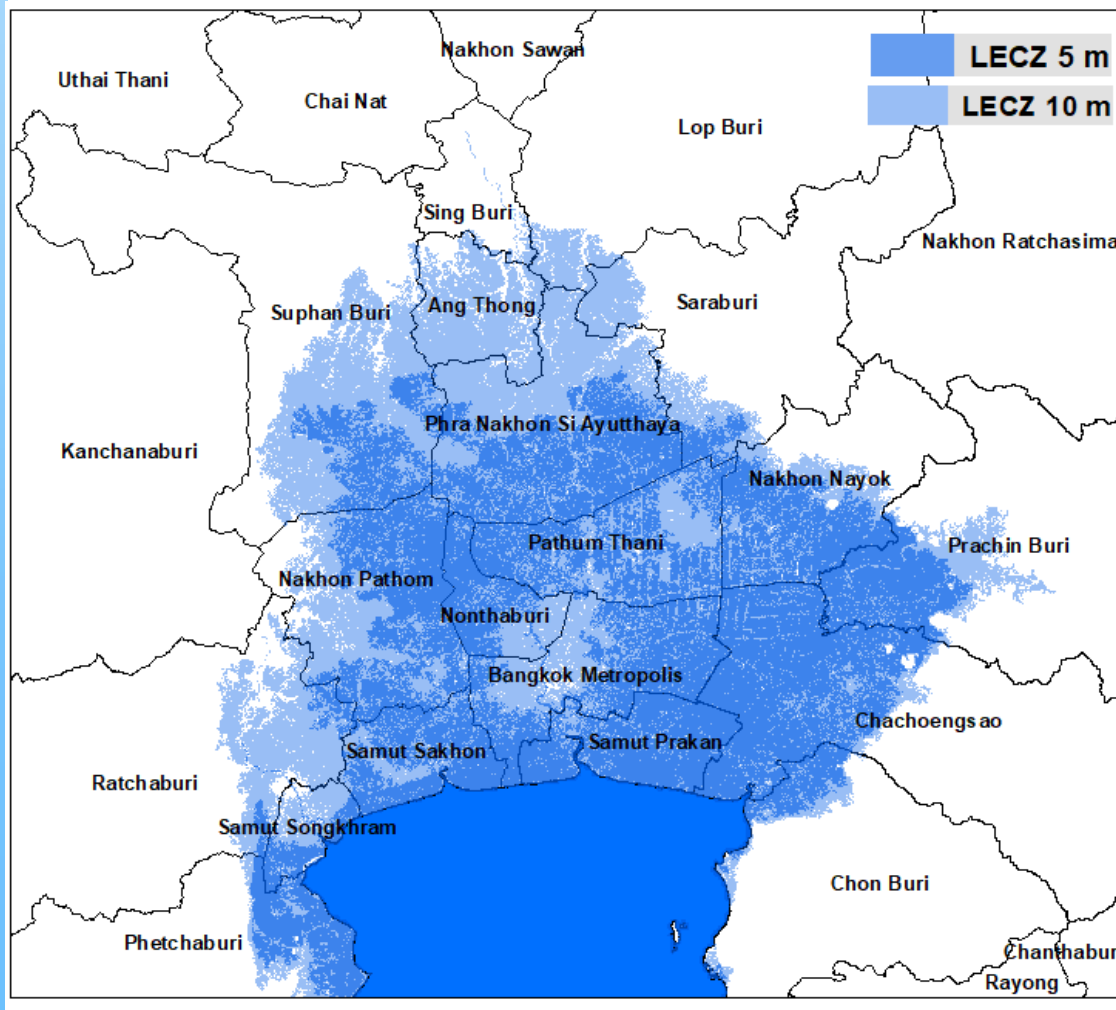 Nakhon Sawan
LECZ 5 m
Uthai Thani
Chai Nat
LECZ 10 m
Lop Buri
Sing Buri
Nakhon Ratchasima
Suphan Buri
Ang Thong
Saraburi
Phra Nakhon Si Ayutthaya
Kanchanaburi
Nakhon Nayok
Pathum Thani
Prachin Buri
Nakhon Pathom
Nonthaburi
Bangkok Metropolis
Chachoengsao
Samut Sakhon
Samut Prakan
Ratchaburi
Samut Songkhram
Chon Buri
Phetchaburi
Chanthabur
Rayong